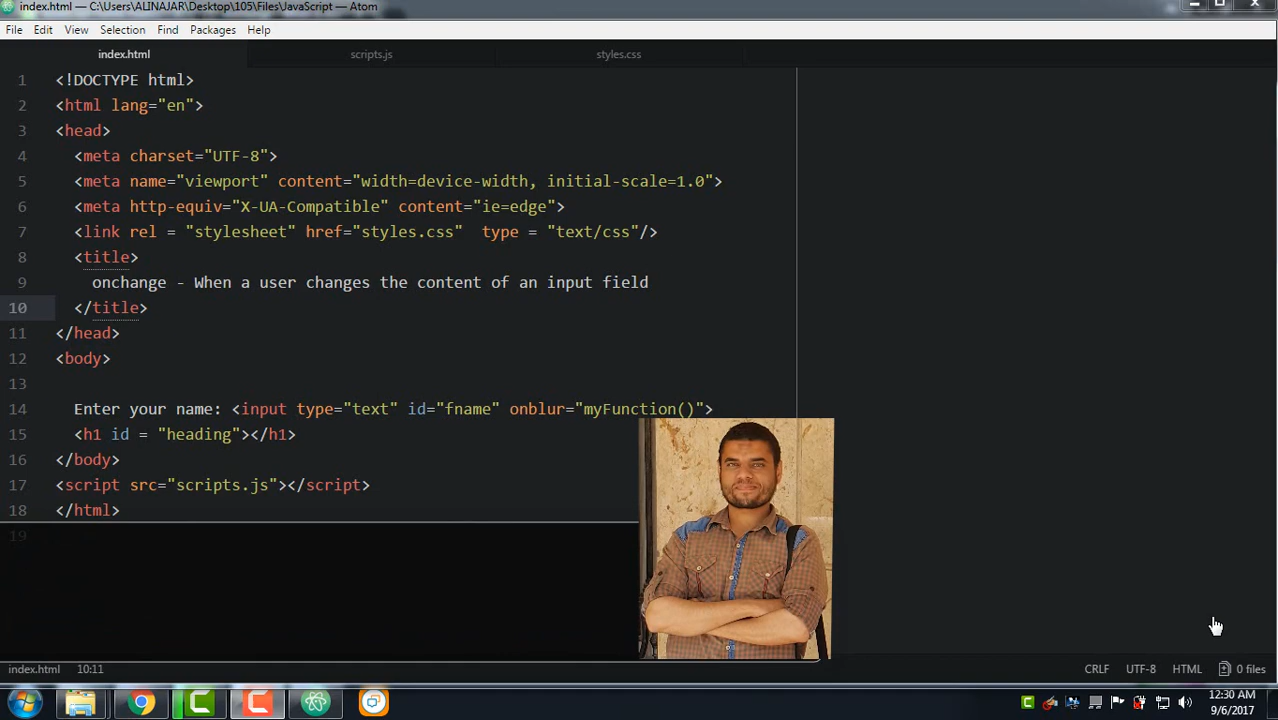 index.html — C:\Users\ALINAJAR\Desktop\105\Files\JavaScript — Atom
File Edit View Selection Find Packages Help
index.html scripts.js styles.css
1 <!DOCTYPE html>
2 <html lang="en">
3 <head>
4 <meta charset="UTF-8">
5 <meta name="viewport" content="width=device-width, initial-scale=1.0">
6 <meta http-equiv="X-UA-Compatible" content="ie=edge">
7 <link rel = "stylesheet" href="styles.css" type = "text/css"/>
8 <title>
9 onchange - When a user changes the content of an input field
10 </title>
11 </head>
12 <body>
13
14 Enter your name: <input type="text" id="fname" onblur="myFunction()">
15 <h1 id = "heading"></h1>
16 </body>
17 <script src="scripts.js"></script>
18 </html>
19
index.html 10:11 CRLF UTF-8 HTML 0 files
12:30 AM
9/6/2017